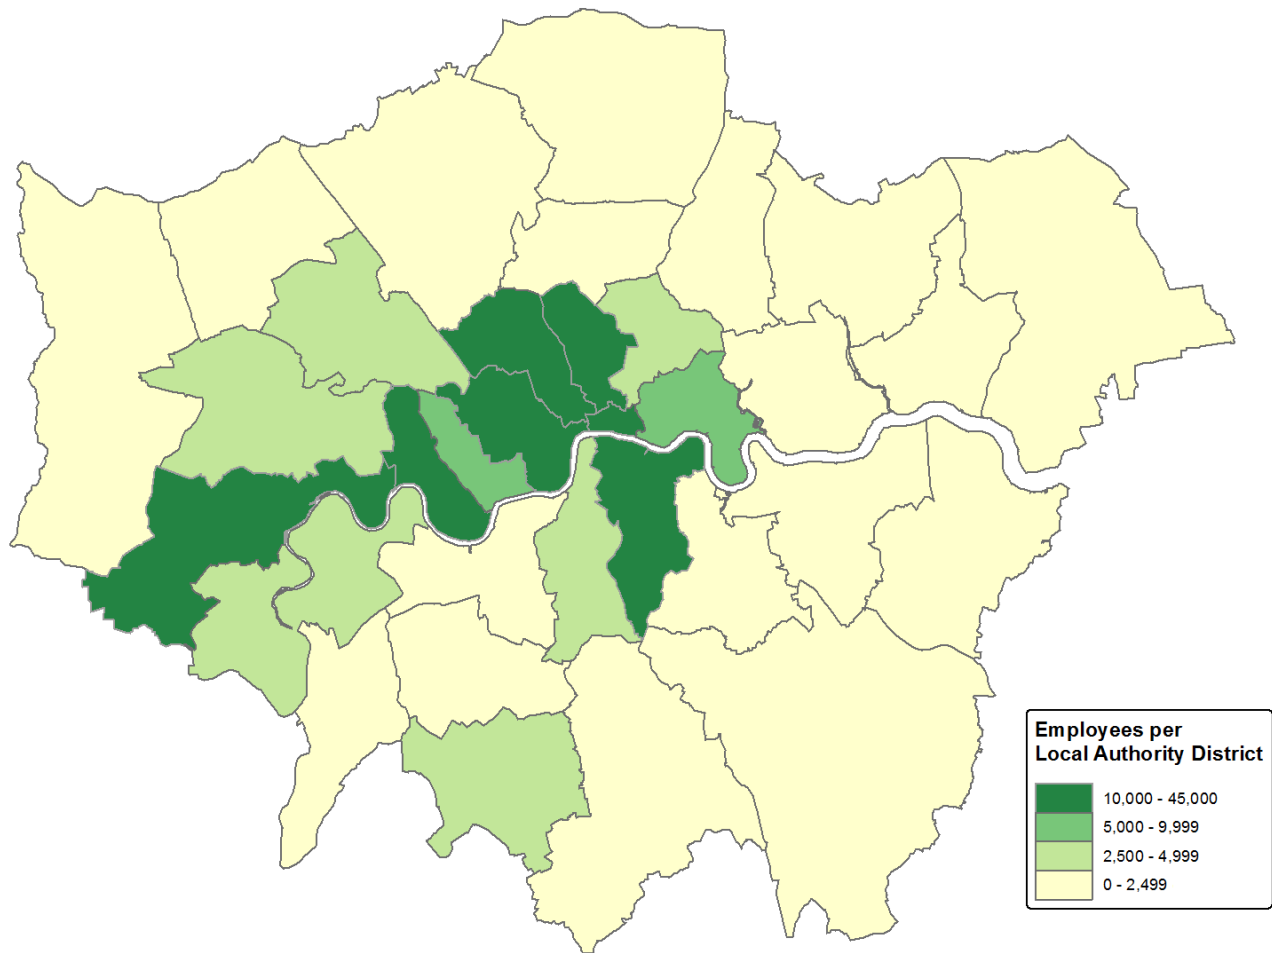 Employees per
Local Authority District
10,000 - 45,000
5,000 - 9,999
2,500 - 4,999
0 - 2,499